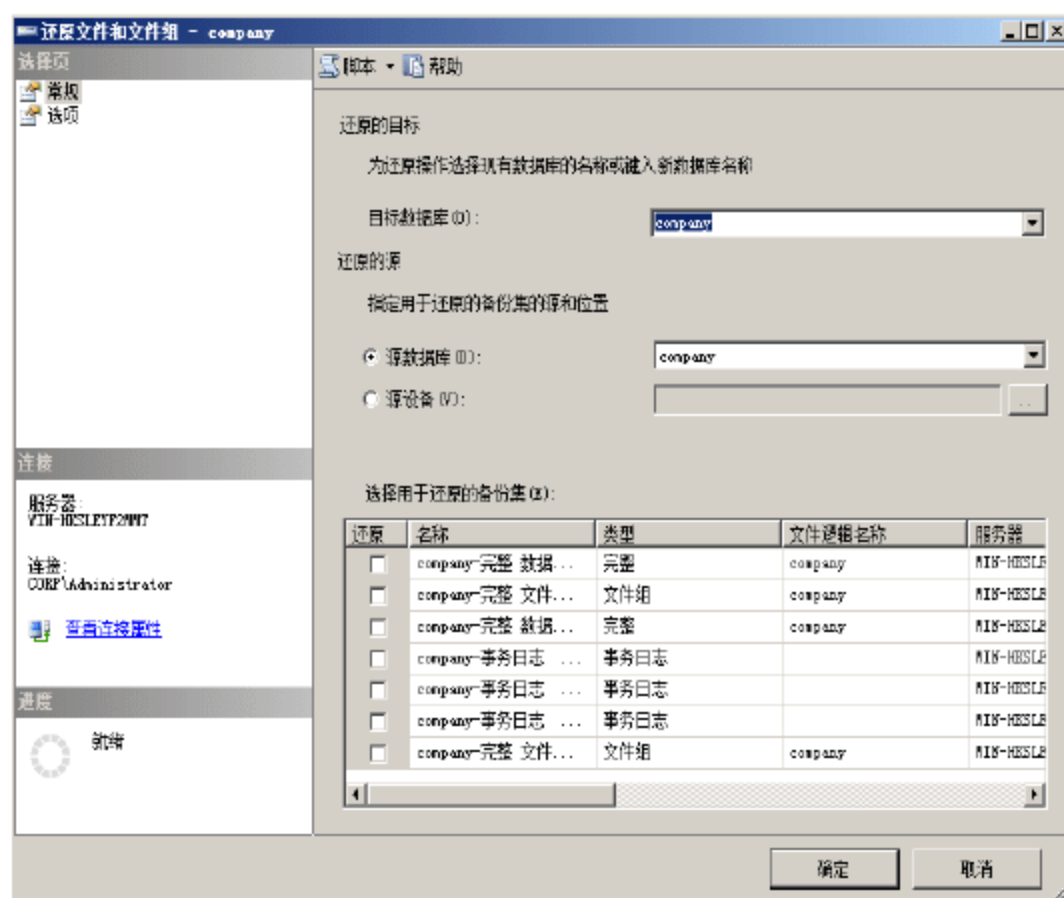 还原文件和文件组 - company
选择页
常规
选项
脚本 帮助
还原的目标
为还原操作选择现有数据库的名称或键入新数据库名称
目标数据库(O): company
还原的源
指定用于还原的备份集的源和位置
源数据库(D): company
源设备(V):
选择用于还原的备份集(E):
还原 名称 类型 文件逻辑名称 服务器
company-完整 数据... 完整 company
company-完整 文件... 文件组 company
company-完整 数据... 完整 company
company-事务日志 ... 事务日志
company-事务日志 ... 事务日志
company-事务日志 ... 事务日志
company-完整 文件... 文件组 company
连接
服务器:
连接:
CORP\Administrator
查看连接属性
进度
就绪
确定 取消